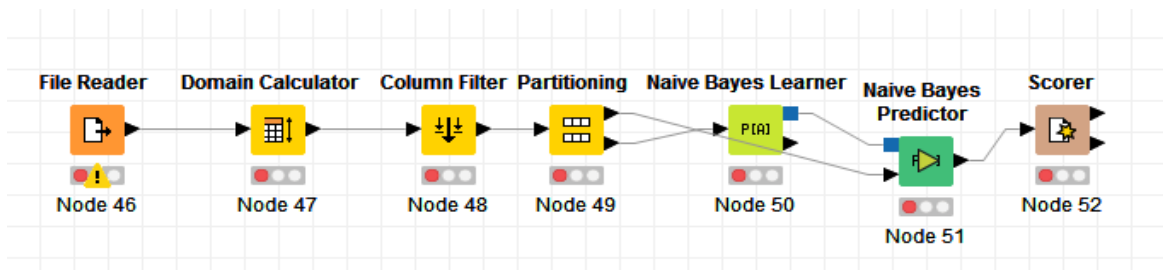 File Reader
Domain Calculator
Column Filter
Partitioning
Naive Bayes Learner
Naive Bayes
Predictor
Scorer
P[A]
Node 46
Node 47
Node 48
Node 49
Node 50
Node 51
Node 52